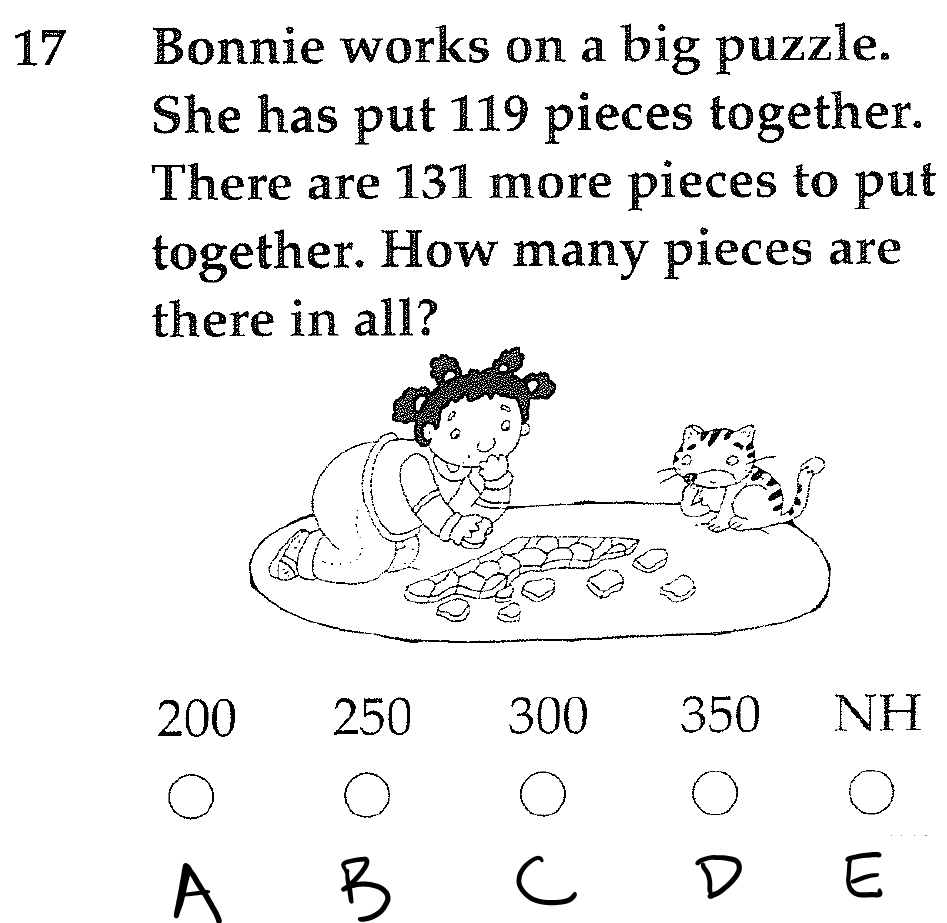 17 Bonnie works on a big puzzle.
She has put 119 pieces together.
There are 131 more pieces to put
together. How many pieces are
there in all?
200 250 300 350 NH
A B C D E